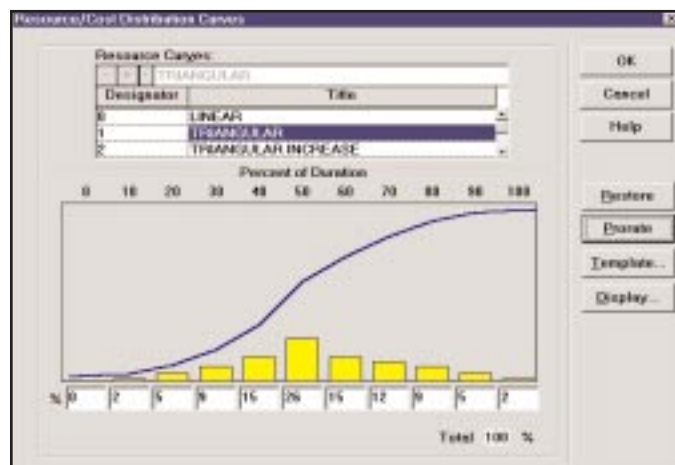 Resource/Cost Distribution Curves
Resource Curves:
TRIANGULAR
Designator Title
0 LINEAR
1 TRIANGULAR
2 TRIANGULAR INCREASE
Percent of Duration
0 10 20 30 40 50 60 70 80 90 100
% 0 2 5 9 15 26 15 12 9 5 2
Total 100 %
OK
Cancel
Help
Restore
Prorate
Template...
Display...